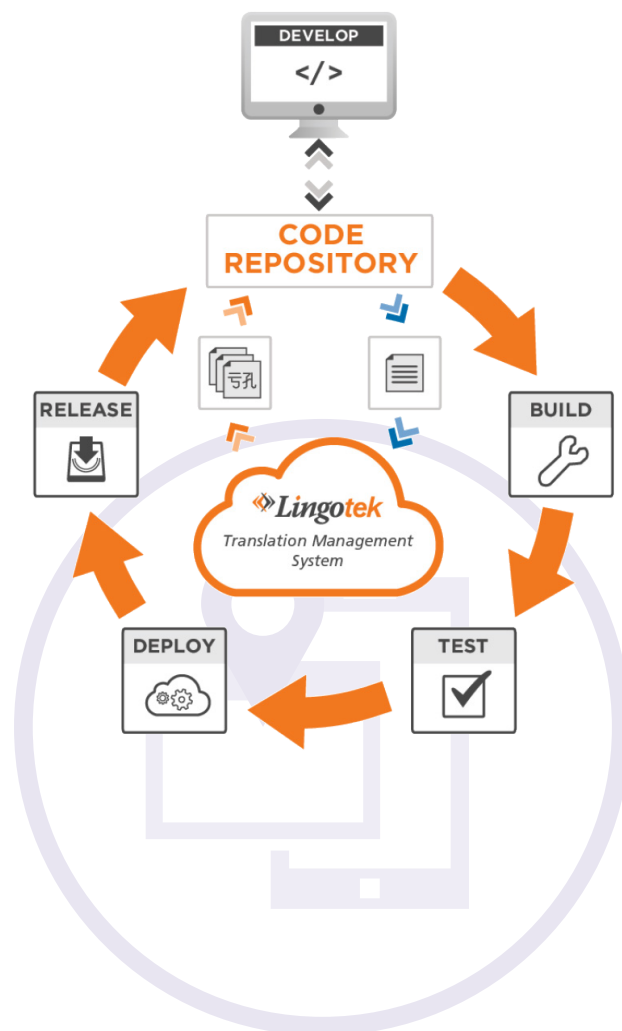 DEVELOP
</>
CODE
REPOSITORY
RELEASE
BUILD
Lingotek
Translation Management
System
DEPLOY
TEST